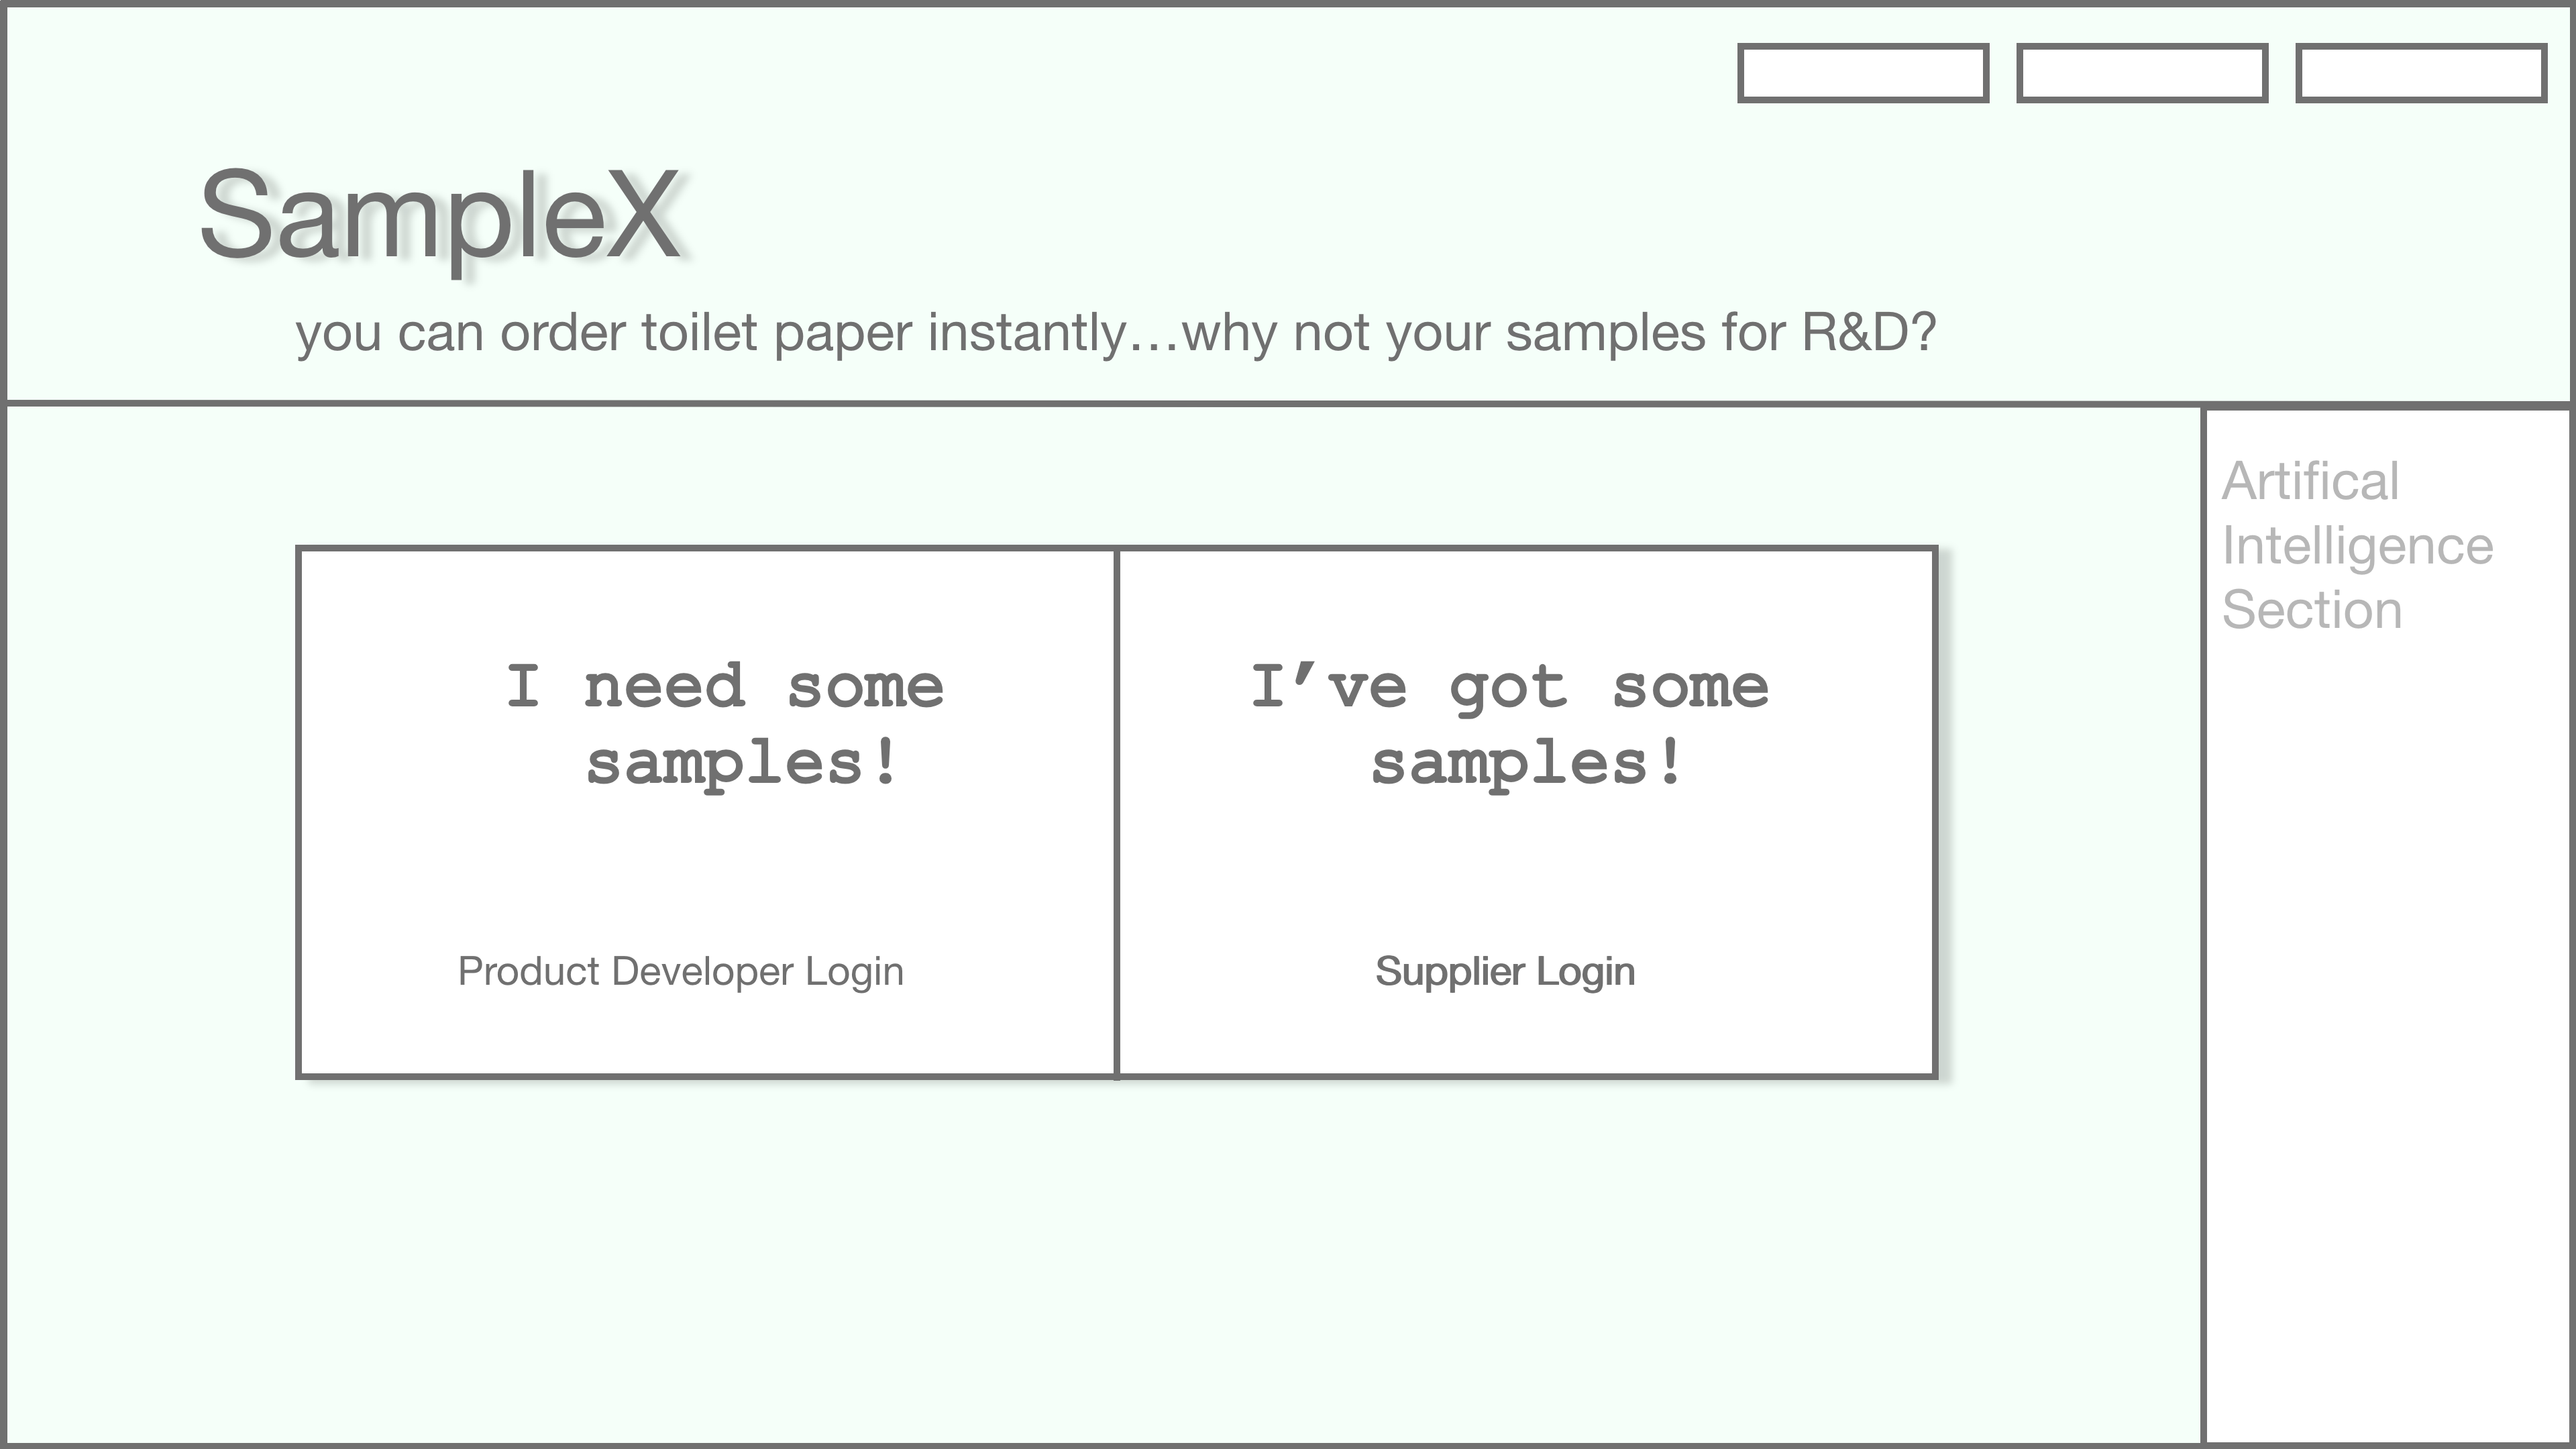 SampleX
you can order toilet paper instantly…why not your samples for R&D?
I need some
samples!
Product Developer Login
I’ve got some
samples!
Supplier Login
Artifical
Intelligence
Section